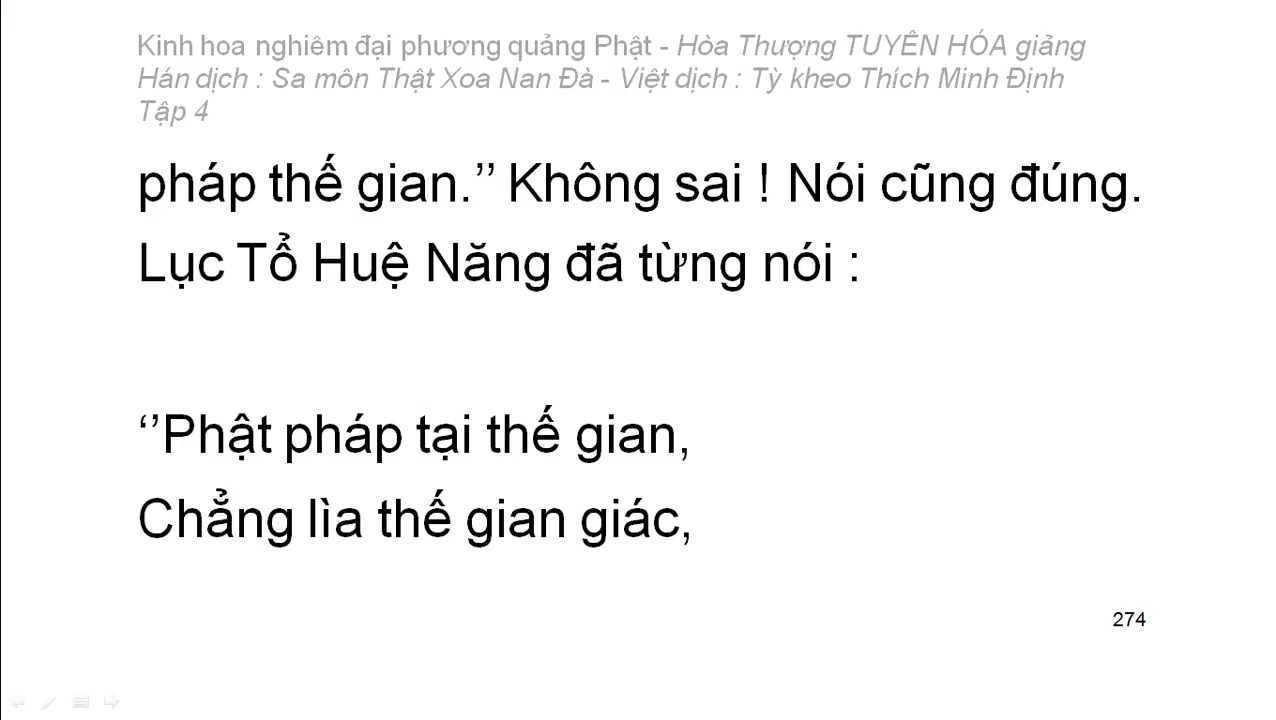 Kinh hoa nghiêm đại phương quảng Phật - Hòa Thượng TUYÊN HÓA giảng
Hán dịch : Sa môn Thật Xoa Nan Đà - Việt dịch : Tỳ kheo Thích Minh Định
Tập 4
pháp thế gian.’’ Không sai ! Nói cũng đúng.
Lục Tổ Huệ Năng đã từng nói :
‘’Phật pháp tại thế gian,
Chẳng lìa thế gian giác,
274